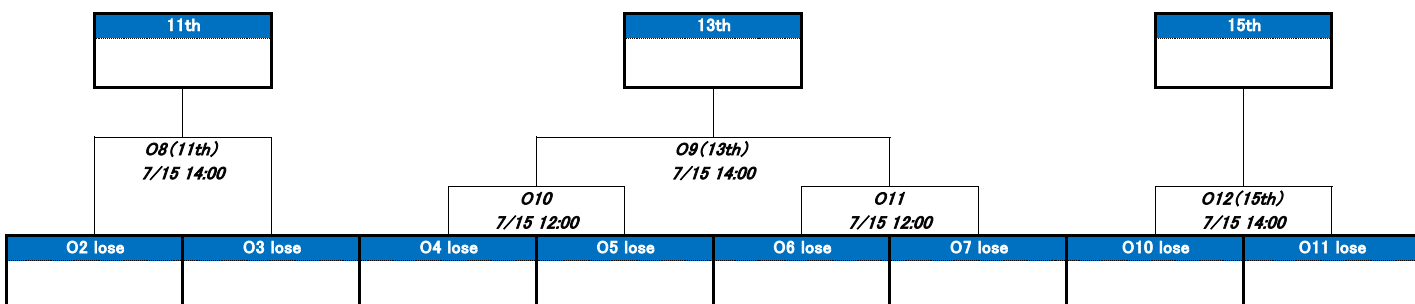 11th
13th
15th
O8(11th)
7/15 14:00
O9(13th)
7/15 14:00
O10
7/15 12:00
O11
7/15 12:00
O12(15th)
7/15 14:00
O2 lose
O3 lose
O4 lose
O5 lose
O6 lose
O7 lose
O10 lose
O11 lose